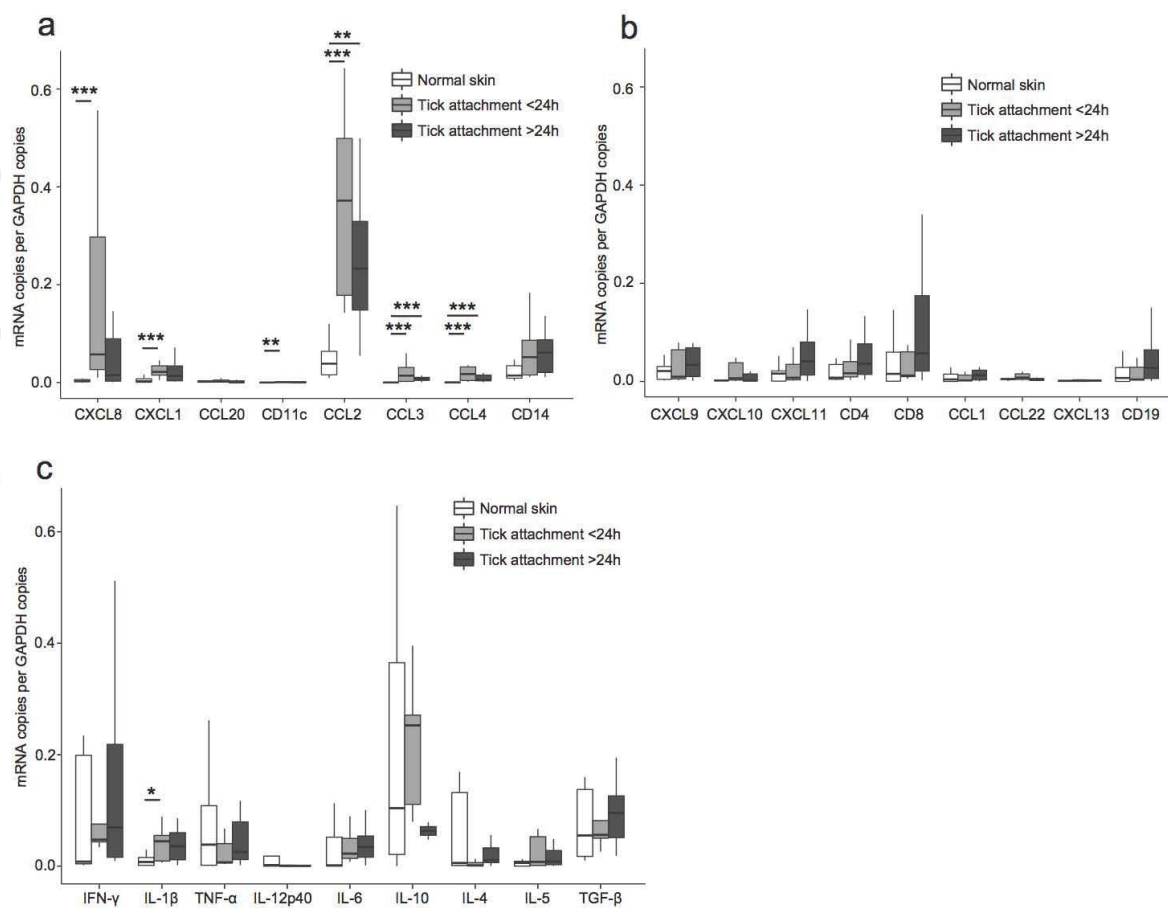 a
mRNA copies per GAPDH copies
0.6
0.4
0.2
0.0
***
***
**
**
***
***
***
***
***
Normal skin
Tick attachment <24h
Tick attachment >24h
CXCL8 CXCL1 CCL20 CD11c CCL2 CCL3 CCL4 CD14
b
mRNA copies per GAPDH copies
0.6
0.4
0.2
0.0
Normal skin
Tick attachment <24h
Tick attachment >24h
CXCL9 CXCL10 CXCL11 CD4 CD8 CCL1 CCL22 CXCL13 CD19
c
mRNA copies per GAPDH copies
0.6
0.4
0.2
0.0
*
Normal skin
Tick attachment <24h
Tick attachment >24h
IFN-γ IL-1β TNF-α IL-12p40 IL-6 IL-10 IL-4 IL-5 TGF-β